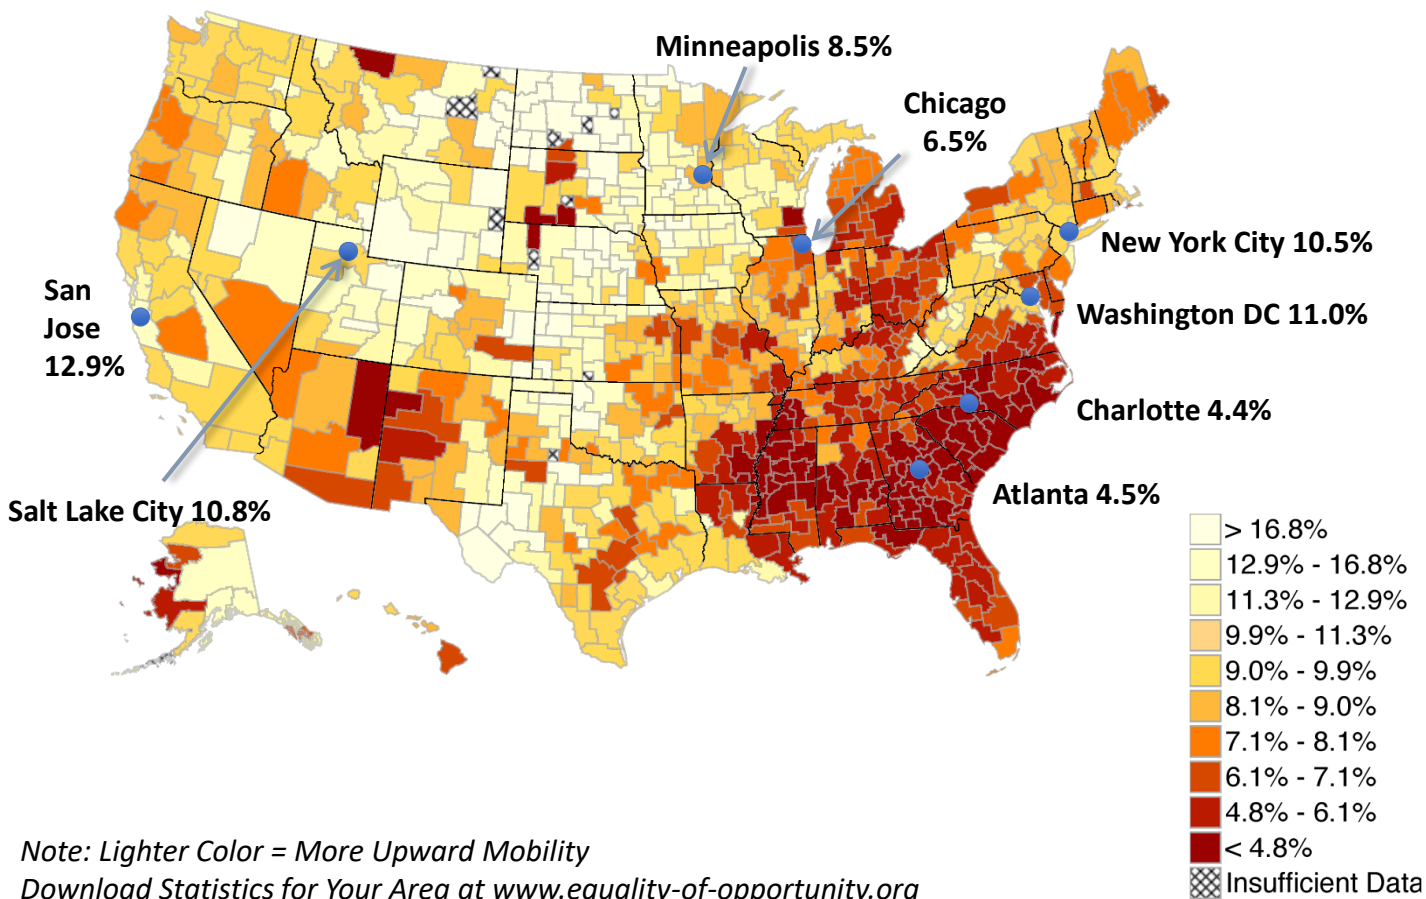 Minneapolis 8.5%
Chicago
6.5%
New York City 10.5%
San
Jose
12.9%
Washington DC 11.0%
Charlotte 4.4%
Atlanta 4.5%
Salt Lake City 10.8%
> 16.8%
12.9% - 16.8%
11.3% - 12.9%
9.9% - 11.3%
9.0% - 9.9%
8.1% - 9.0%
7.1% - 8.1%
6.1% - 7.1%
4.8% - 6.1%
< 4.8%
Insufficient Data
Note: Lighter Color = More Upward Mobility
Download Statistics for Your Area at www.equality-of-opportunity.org